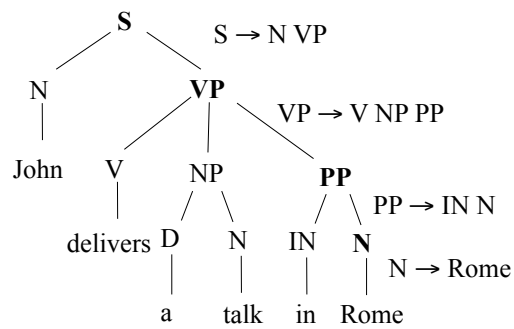 S
S → N VP
N VP
VP → V NP PP
John V NP PP
PP → IN N
delivers D N IN N
N → Rome
a talk in Rome